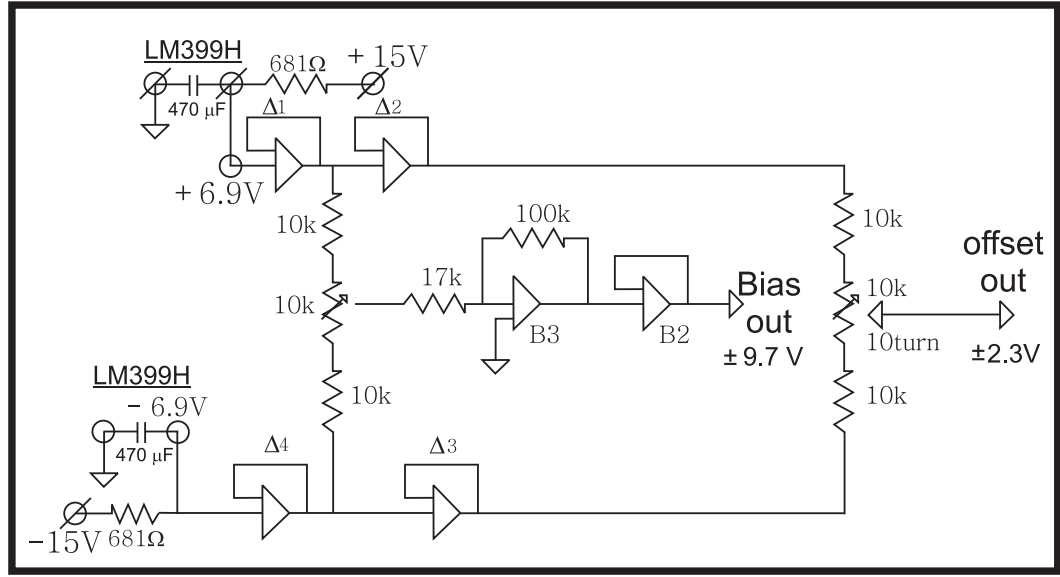 LM399H
681Ω
+ 15V
470 µF
Δ1
Δ2
+ 6.9V
10k
100k
10k
17k
10k
B3
B2
Bias
out
± 9.7 V
10k
10turn
offset
out
±2.3V
10k
10k
LM399H
- 6.9V
470 µF
Δ4
Δ3
-15V
681Ω